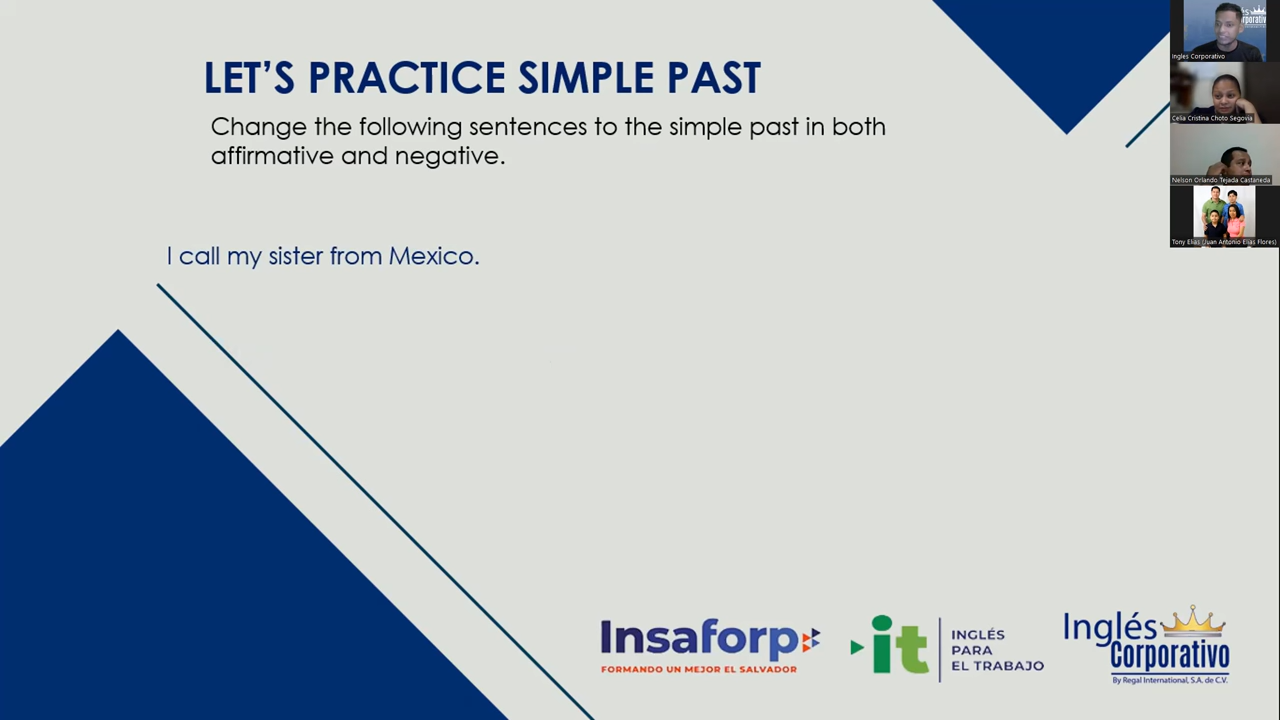 LET'S PRACTICE SIMPLE PAST
Change the following sentences to the simple past in both
affirmative and negative.
I call my sister from Mexico.
Insaforp
FORMANDO UN MEJOR EL SALVADOR
it
INGLÉS
PARA
EL TRABAJO
Inglés
Corporativo
By Regal International, S.A. de C.V.
Ingles Corporativo
Celia Cristina Choto Segovia
Nelson Orlando Tejada Castaneda
Tony Elias (Juan Antonio Elias Flores)